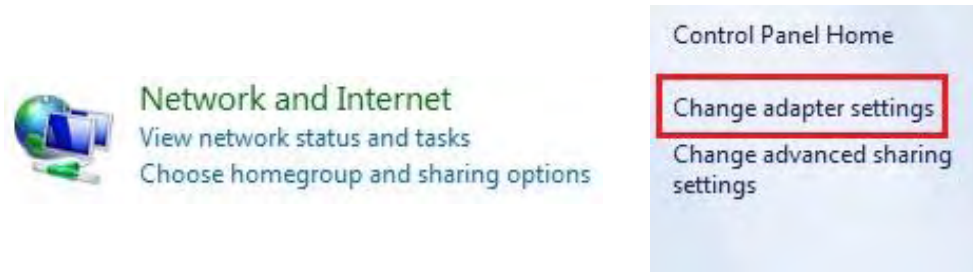 Network and Internet
View network status and tasks
Choose homegroup and sharing options
Control Panel Home
Change adapter settings
Change advanced sharing
settings